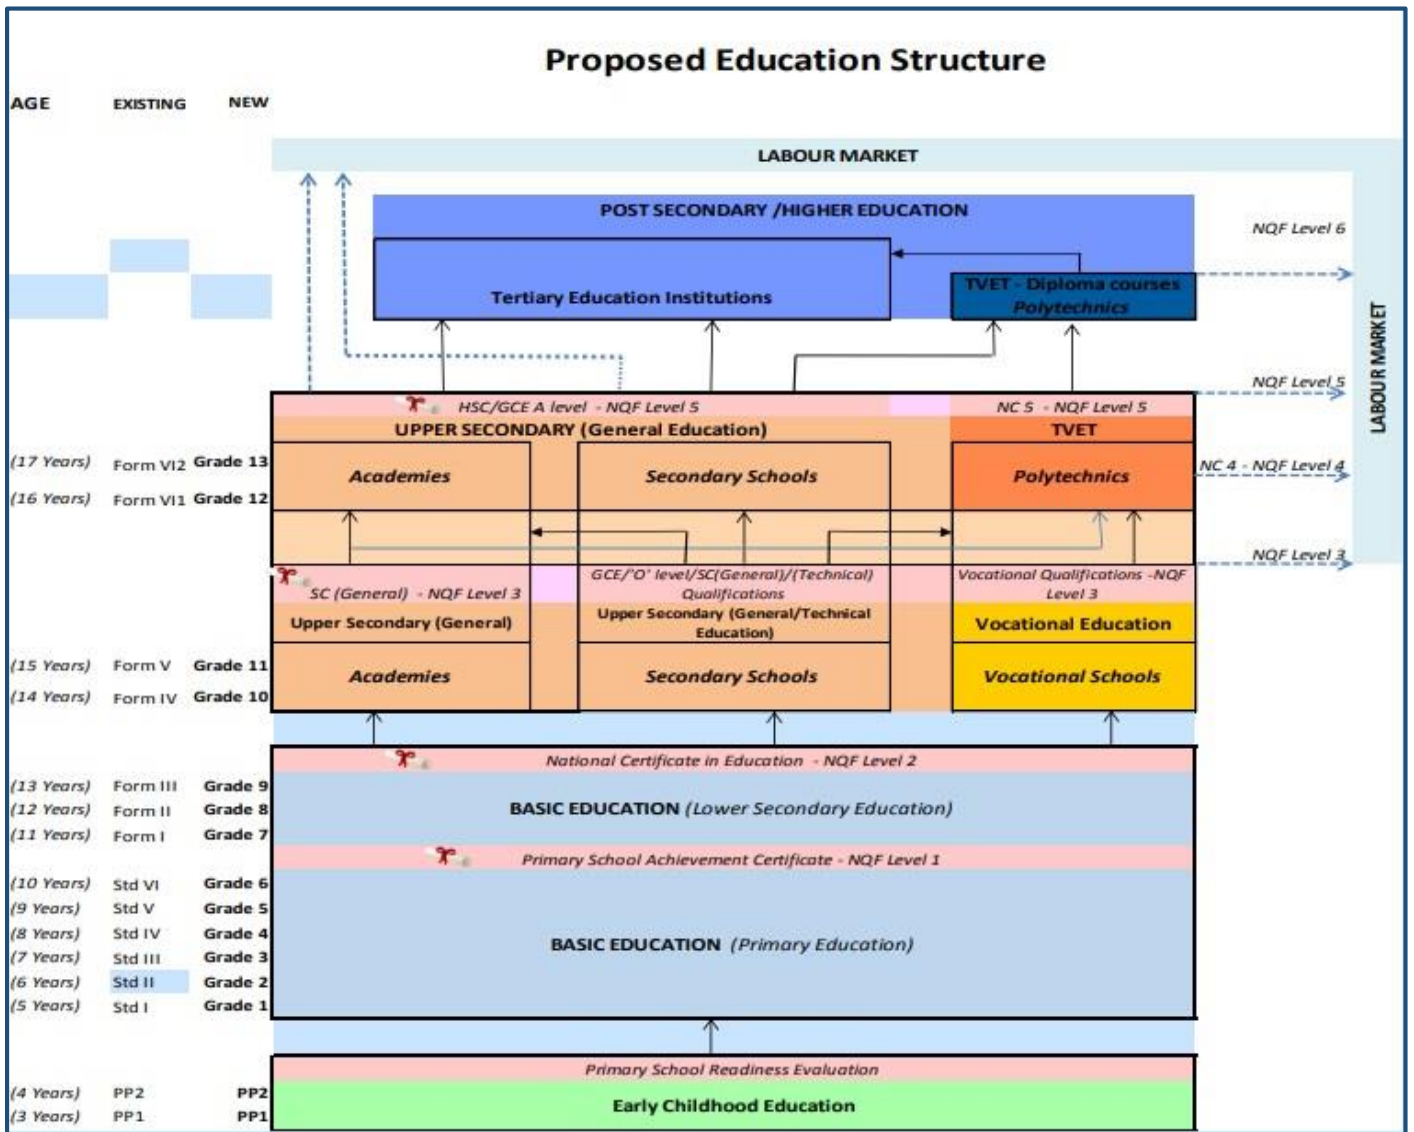 Proposed Education Structure
AGE EXISTING NEW
LABOUR MARKET
POST SECONDARY /HIGHER EDUCATION
NQF Level 6
Tertiary Education Institutions
TVET - Diploma courses
Polytechnics
LABOUR MARKET
NQF Level 5
HSC/GCE A level - NQF Level 5
NC 5 - NQF Level 5
UPPER SECONDARY (General Education)
TVET
(17 Years) Form VI2 Grade 13
Academies
Secondary Schools
Polytechnics
NC 4 - NQF Level 4
(16 Years) Form VI1 Grade 12
NQF Level 3
SC (General) - NQF Level 3
GCE/'O' level/SC(General)/(Technical)
Qualifications
Vocational Qualifications -NQF
Level 3
Upper Secondary (General)
Upper Secondary (General/Technical
Education)
Vocational Education
(15 Years) Form V Grade 11
Academies
Secondary Schools
Vocational Schools
(14 Years) Form IV Grade 10
National Certificate in Education - NQF Level 2
(13 Years) Form III Grade 9
BASIC EDUCATION (Lower Secondary Education)
(12 Years) Form II Grade 8
(11 Years) Form I Grade 7
Primary School Achievement Certificate - NQF Level 1
(10 Years) Std VI Grade 6
(9 Years) Std V Grade 5
(8 Years) Std IV Grade 4
BASIC EDUCATION (Primary Education)
(7 Years) Std III Grade 3
(6 Years) Std II Grade 2
(5 Years) Std I Grade 1
Primary School Readiness Evaluation
(4 Years) PP2 PP2
Early Childhood Education
(3 Years) PP1 PP1